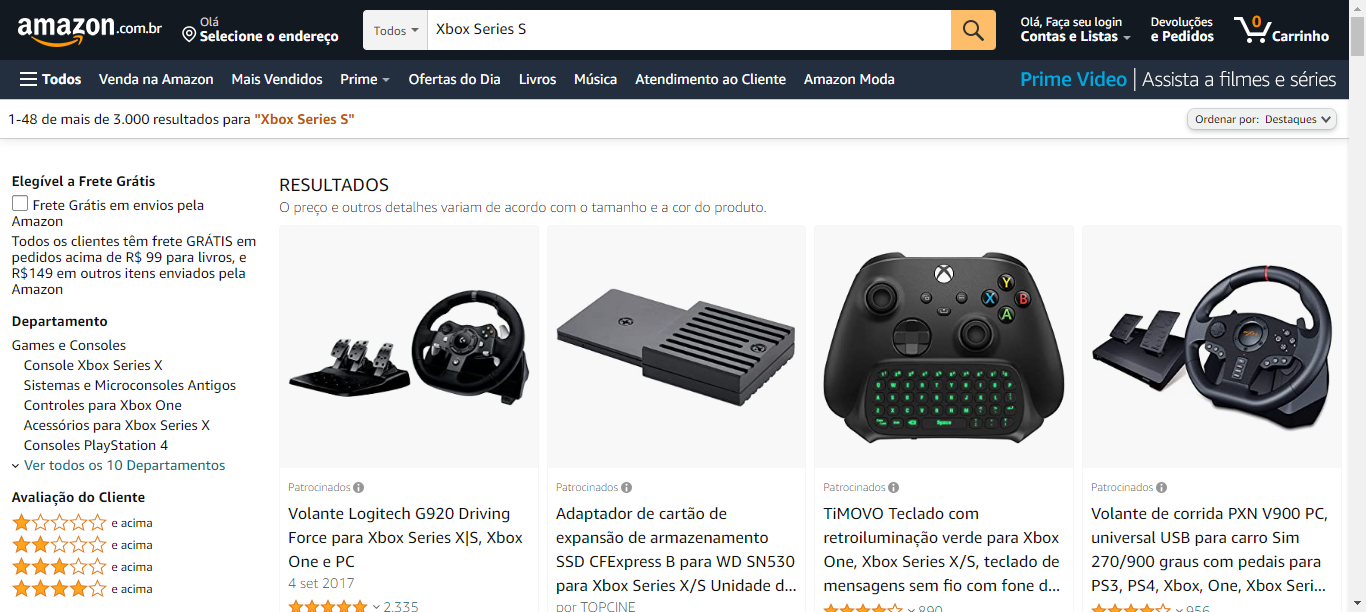 amazon.com.br
Olá
Selecione o endereço
Todos
Xbox Series S
Olá, Faça seu login
Contas e Listas
Devoluções
e Pedidos
0
Carrinho
Todos Venda na Amazon Mais Vendidos Prime Ofertas do Dia Livros Música Atendimento ao Cliente Amazon Moda
Prime Video | Assista a filmes e séries
1-48 de mais de 3.000 resultados para "Xbox Series S"
Ordenar por: Destaques
Elegível a Frete Grátis
Frete Grátis em envios pela
Amazon
Todos os clientes têm frete GRÁTIS em
pedidos acima de R$ 99 para livros, e
R$149 em outros itens enviados pela
Amazon
Departamento
Games e Consoles
Console Xbox Series X
Sistemas e Microconsoles Antigos
Controles para Xbox One
Acessórios para Xbox Series X
Consoles PlayStation 4
Ver todos os 10 Departamentos
Avaliação do Cliente
e acima
e acima
e acima
e acima
RESULTADOS
O preço e outros detalhes variam de acordo com o tamanho e a cor do produto.
Patrocinados
Volante Logitech G920 Driving
Force para Xbox Series X|S, Xbox
One e PC
4 set 2017
2.335
Patrocinados
Adaptador de cartão de
expansão de armazenamento
SSD CFExpress B para WD SN530
para Xbox Series X/S Unidade d...
por TOPCINE
Y
X
B
A
Space
Patrocinados
TiMOVO Teclado com
retroiluminação verde para Xbox
One, Xbox Series X/S, teclado de
mensagens sem fio com fone d...
890
Patrocinados
Volante de corrida PXN V900 PC,
universal USB para carro Sim
270/900 graus com pedais para
PS3, PS4, Xbox, One, Xbox Seri...
956